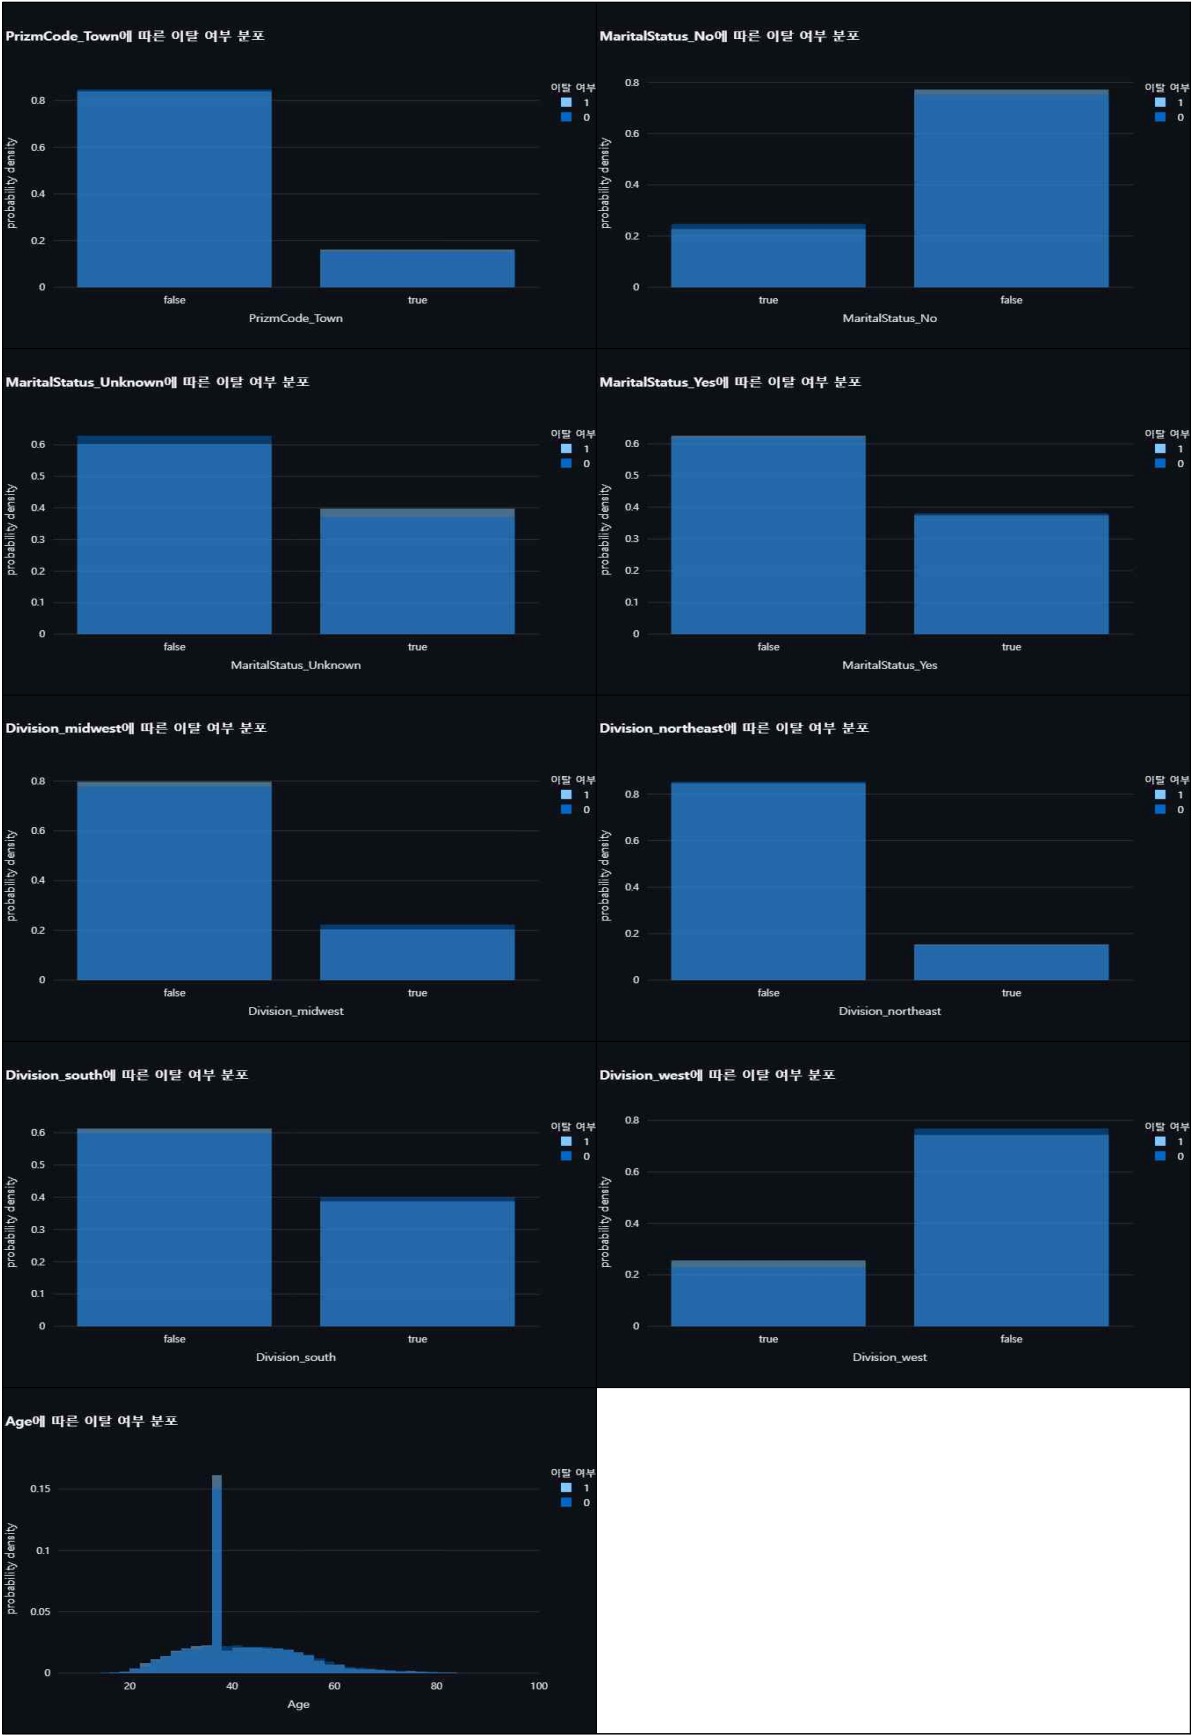 PrizmCode_Town에 따른 이탈 여부 분포
이탈 여부
1
0
0.8
0.6
0.4
0.2
0
probability density
false
true
PrizmCode_Town
MaritalStatus_No에 따른 이탈 여부 분포
이탈 여부
1
0
0.8
0.6
0.4
0.2
0
probability density
true
false
MaritalStatus_No
MaritalStatus_Unknown에 따른 이탈 여부 분포
이탈 여부
1
0
0.6
0.5
0.4
0.3
0.2
0.1
0
probability density
false
true
MaritalStatus_Unknown
MaritalStatus_Yes에 따른 이탈 여부 분포
이탈 여부
1
0
0.6
0.5
0.4
0.3
0.2
0.1
0
probability density
false
true
MaritalStatus_Yes
Division_midwest에 따른 이탈 여부 분포
이탈 여부
1
0
0.8
0.6
0.4
0.2
0
probability density
false
true
Division_midwest
Division_northeast에 따른 이탈 여부 분포
이탈 여부
1
0
0.8
0.6
0.4
0.2
0
probability density
false
true
Division_northeast
Division_south에 따른 이탈 여부 분포
이탈 여부
1
0
0.6
0.5
0.4
0.3
0.2
0.1
0
probability density
false
true
Division_south
Division_west에 따른 이탈 여부 분포
이탈 여부
1
0
0.8
0.6
0.4
0.2
0
probability density
true
false
Division_west
Age에 따른 이탈 여부 분포
이탈 여부
1
0
0.15
0.1
0.05
0
probability density
20
40
60
80
100
Age